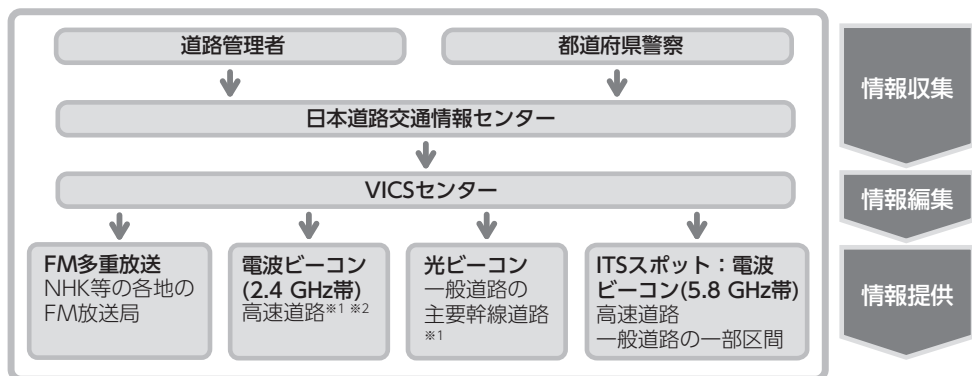 道路管理者
都道府県警察
情報収集
日本道路交通情報センター
VICSセンター
情報編集
FM多重放送
NHK等の各地の
FM放送局
電波ビーコン
(2.4 GHz帯)
高速道路※1 ※2
光ビーコン
一般道路の
主要幹線道路
※1
ITSスポット：電波
ビーコン(5.8 GHz帯)
高速道路
一般道路の一部区間
情報提供